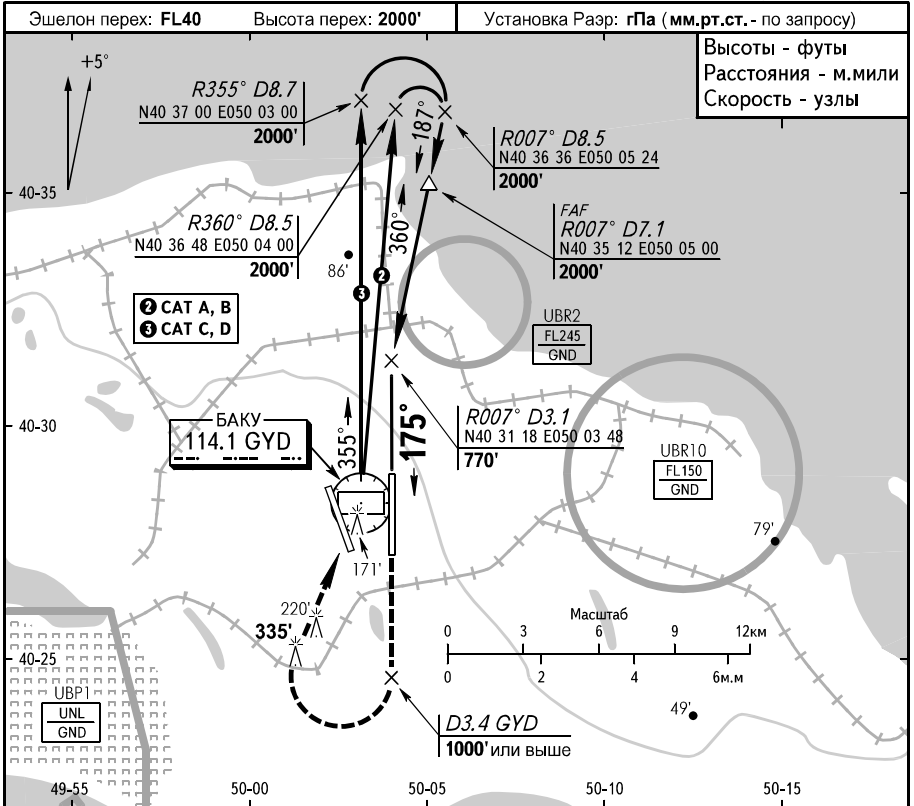 Эшелон перех: FL40 Высота перех: 2000' Установка Раэр: гПа (мм.рт.ст.- по запросу)
Высоты - футы
Расстояния - м.мили
Скорость - узлы
+5°
R355° D8.7
N40 37 00 E050 03 00
2000'
187°
R007° D8.5
N40 36 36 E050 05 24
2000'
40-35
R360° D8.5
N40 36 48 E050 04 00
2000'
360°
FAF
R007° D7.1
N40 35 12 E050 05 00
2000'
86'
2
3
2 CAT A, B
3 CAT C, D
UBR2
FL245
GND
40-30
БАКУ
114.1 GYD
355°
175°
R007° D3.1
N40 31 18 E050 03 48
770'
UBR10
FL150
GND
79'
171'
220'
335'
40-25
Масштаб
0 3 6 9 12км
0 2 4 6м.м
UBP1
UNL
GND
D3.4 GYD
1000' или выше
49'
49-55 50-00 50-05 50-10 50-15